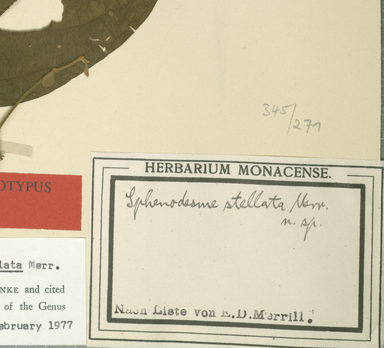 345/271
OTYPUS
HERBARIUM MONACENSE.
Sphenodesme stellata Merr.
n. sp.
Nach Liste von E.D.Merrill.
lata Merr.
NKE and cited
of the Genus
ebruary 1977